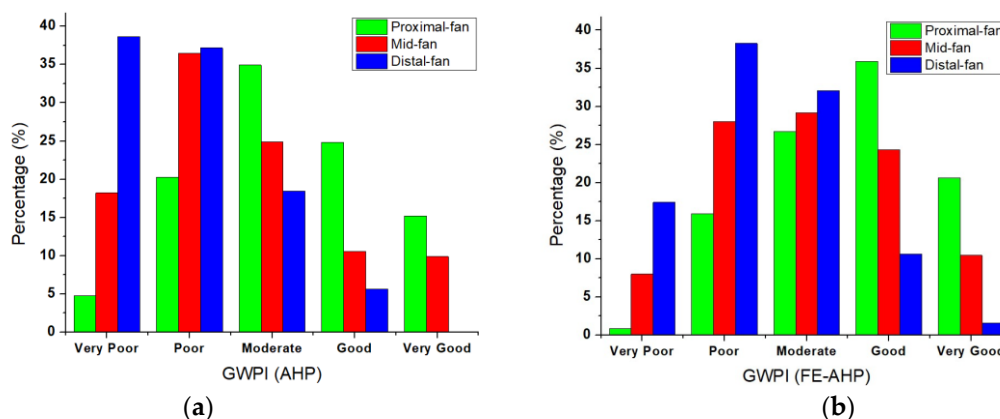 Proximal-fan
Mid-fan
Distal-fan
Percentage (%)
40
35
30
25
20
15
10
5
0
Very Poor Poor Moderate Good Very Good
GWPI (AHP)
(a)
Proximal-fan
Mid-fan
Distal-fan
Percentage (%)
40
35
30
25
20
15
10
5
0
Very Poor Poor Moderate Good Very Good
GWPI (FE-AHP)
(b)